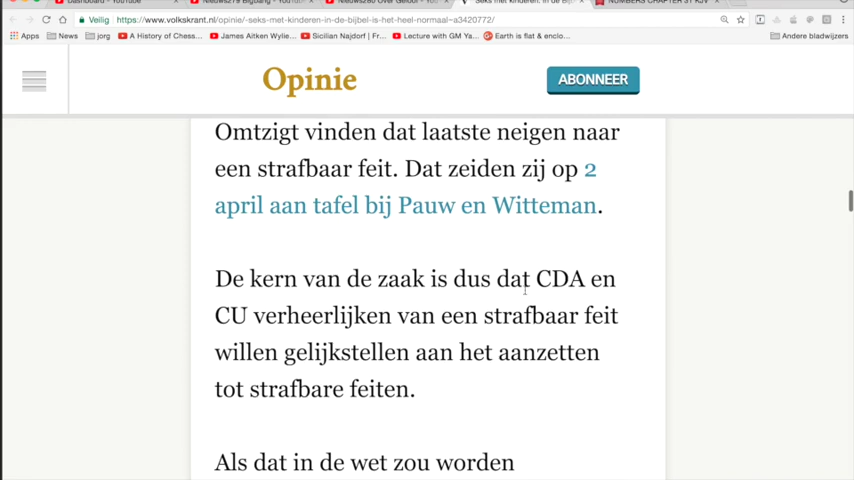 Dashboard - YouTube
Veilig
https://www.volkskrant.nl/opinie/-seks-met-kinderen-in-de-bijbel-is-het-heel-normaal~a3420772/
Apps
News
jorg
A History of Chess...
James Aitken Wylie...
Sicilian Najdorf | Fr...
Lecture with GM Ya...
Earth is flat & enclo...
Andere bladwijzers
Opinie
ABONNEER
Omtzigt vinden dat laatste neigen naar
een strafbaar feit. Dat zeiden zij op 2
april aan tafel bij Pauw en Witteman.
De kern van de zaak is dus dat CDA en
CU verheerlijken van een strafbaar feit
willen gelijkstellen aan het aanzetten
tot strafbare feiten.
Als dat in de wet zou worden